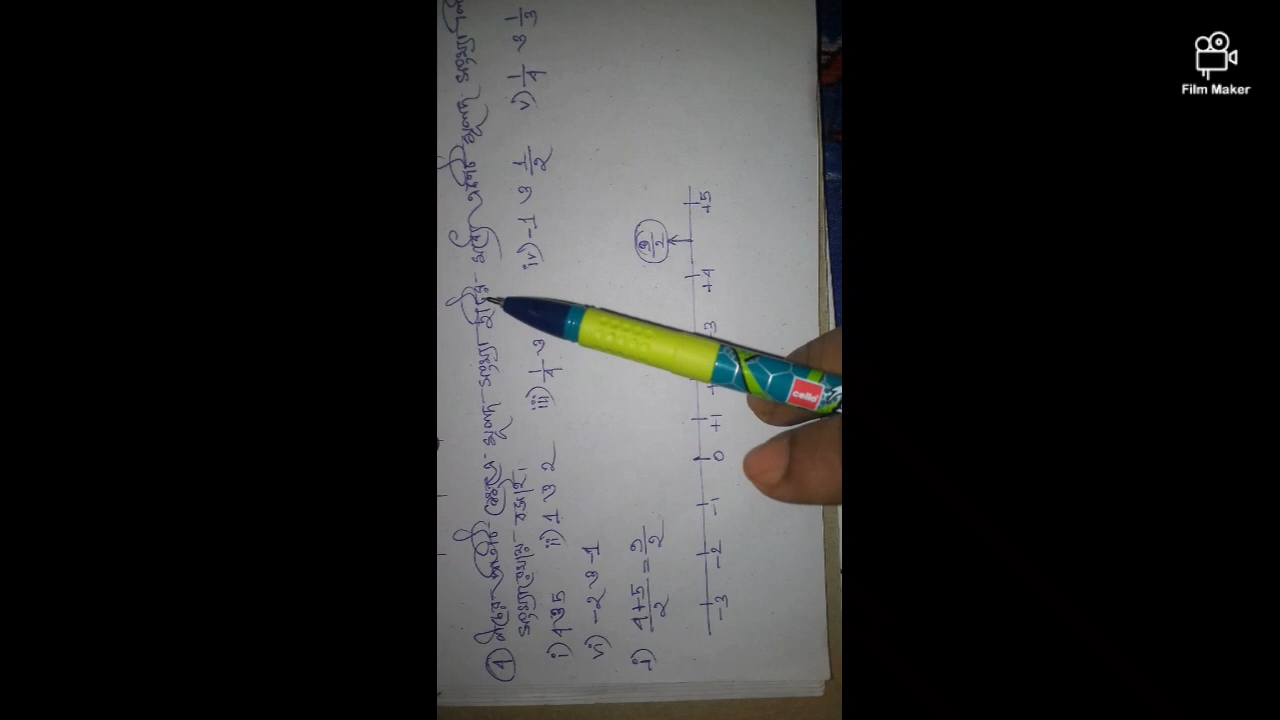 ④ নীচের প্রতিটি ক্ষেত্রে মূলদ সংখ্যা দুটির মধ্যে একটি মূলদ সংখ্যা
সংখ্যারেখায় বসাই।
i) 4 ও 5 ii) 1 ও 2 iii) 1/4 ও iv) -1 ও 1/2 v) 1/4 ও 1/3
vi) -2 ও -1
i) 4+5/2 = 9/2
9/2
-3 -2 -1 0 +1 3 +4 +5
cello
Film Maker